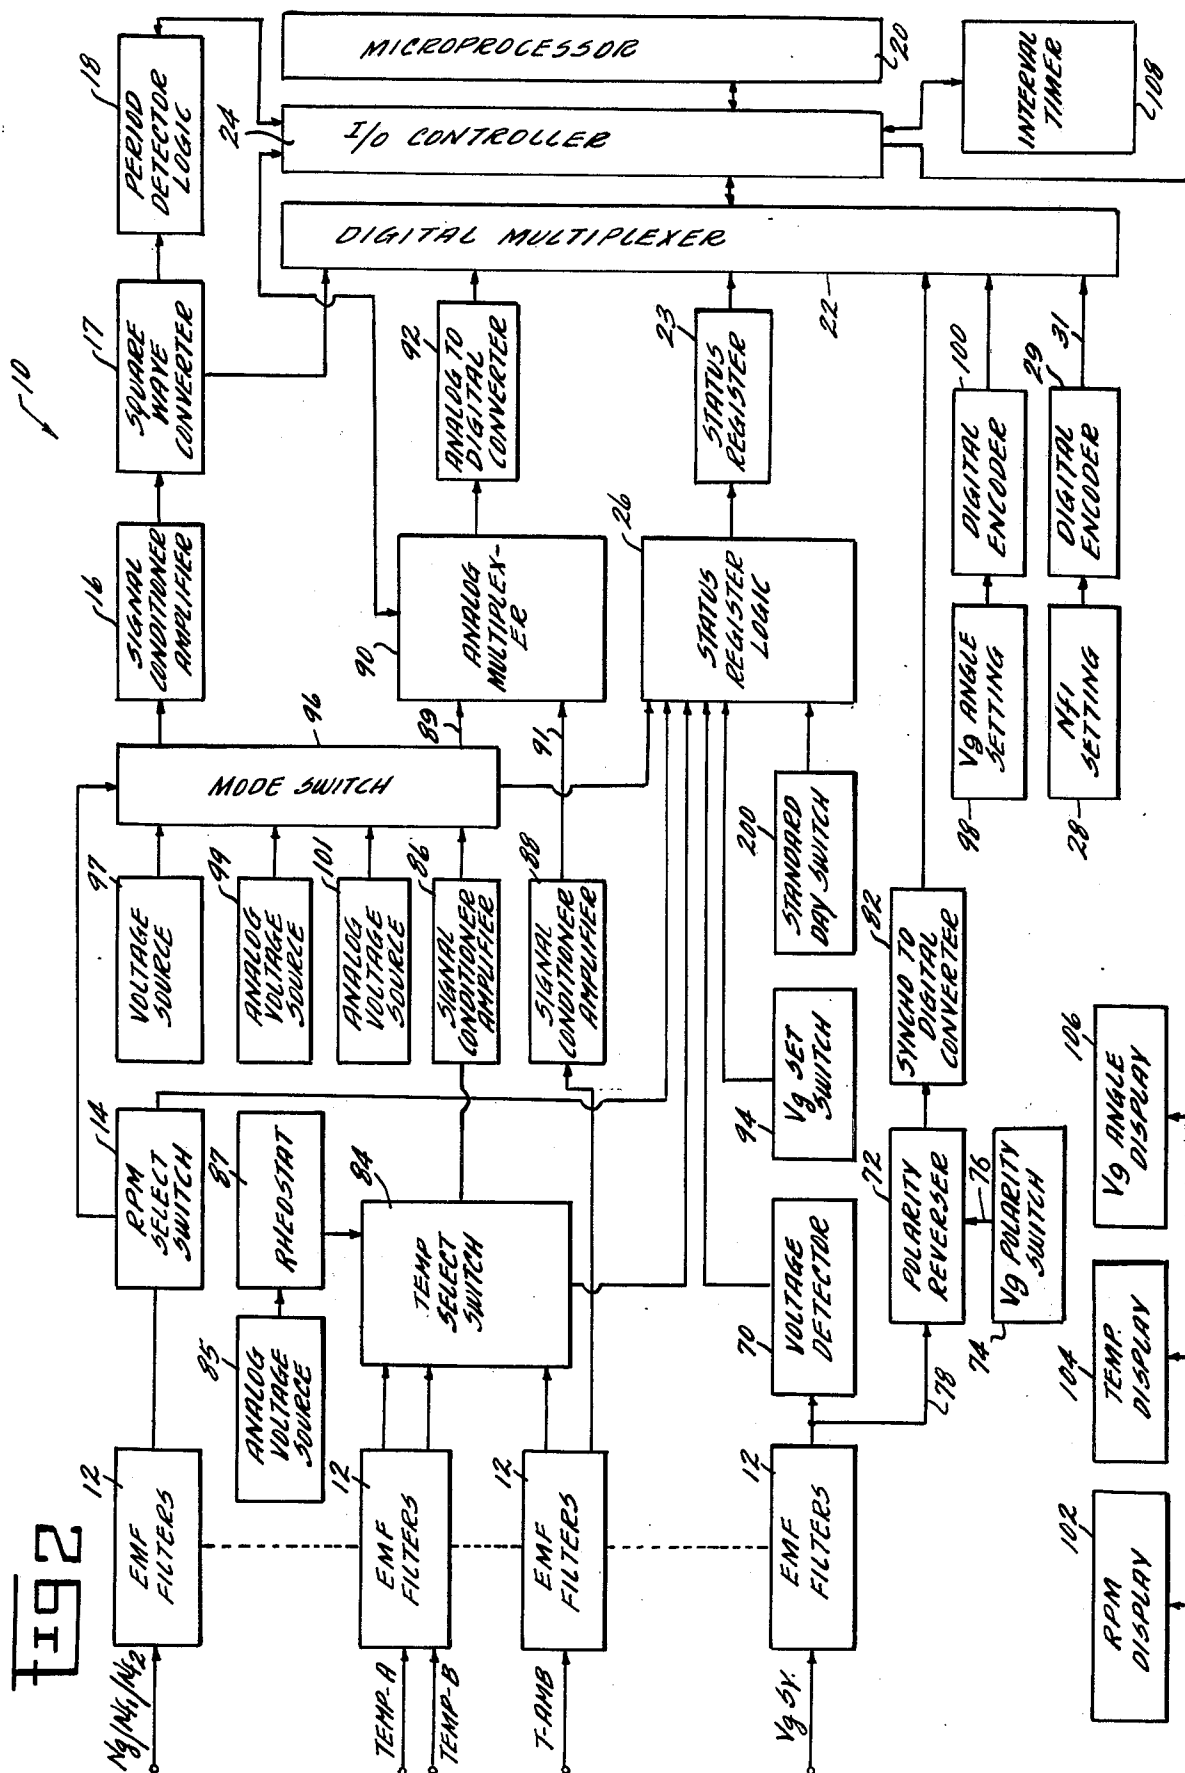 Fig 2
10
Ng/Nf1/Nf2
12
EMF
FILTERS
14
RPM
SELECT
SWITCH
97
VOLTAGE
SOURCE
96
MODE SWITCH
16
SIGNAL
CONDITIONER
AMPLIFIER
17
SQUARE
WAVE
CONVERTER
18
PERIOD
DETECTOR
LOGIC
85
ANALOG
VOLTAGE
SOURCE
87
RHEOSTAT
99
ANALOG
VOLTAGE
SOURCE
101
ANALOG
VOLTAGE
SOURCE
24
I/O CONTROLLER
MICROPROCESSOR
20
DIGITAL MULTIPLEXER
22
TEMP-A
TEMP-B
12
EMF
FILTERS
84
TEMP
SELECT
SWITCH
86
SIGNAL
CONDITIONER
AMPLIFIER
89
90
ANALOG
MULTIPLEX-
ER
92
ANALOG TO
DIGITAL
CONVERTER
T-AMB
12
EMF
FILTERS
88
SIGNAL
CONDITIONER
AMPLIFIER
91
26
STATUS
REGISTER
LOGIC
23
STATUS
REGISTER
Vg SY.
12
EMF
FILTERS
70
VOLTAGE
DETECTOR
94
Vg SET
SWITCH
200
STANDARD
DAY SWITCH
78
72
POLARITY
REVERSER
76
74
Vg POLARITY
SWITCH
82
SYNCHO TO
DIGITAL
CONVERTER
98
Vg ANGLE
SETTING
100
DIGITAL
ENCODER
28
Nf1
SETTING
29
DIGITAL
ENCODER
31
INTERVAL
TIMER
108
102
RPM
DISPLAY
104
TEMP.
DISPLAY
106
Vg ANGLE
DISPLAY